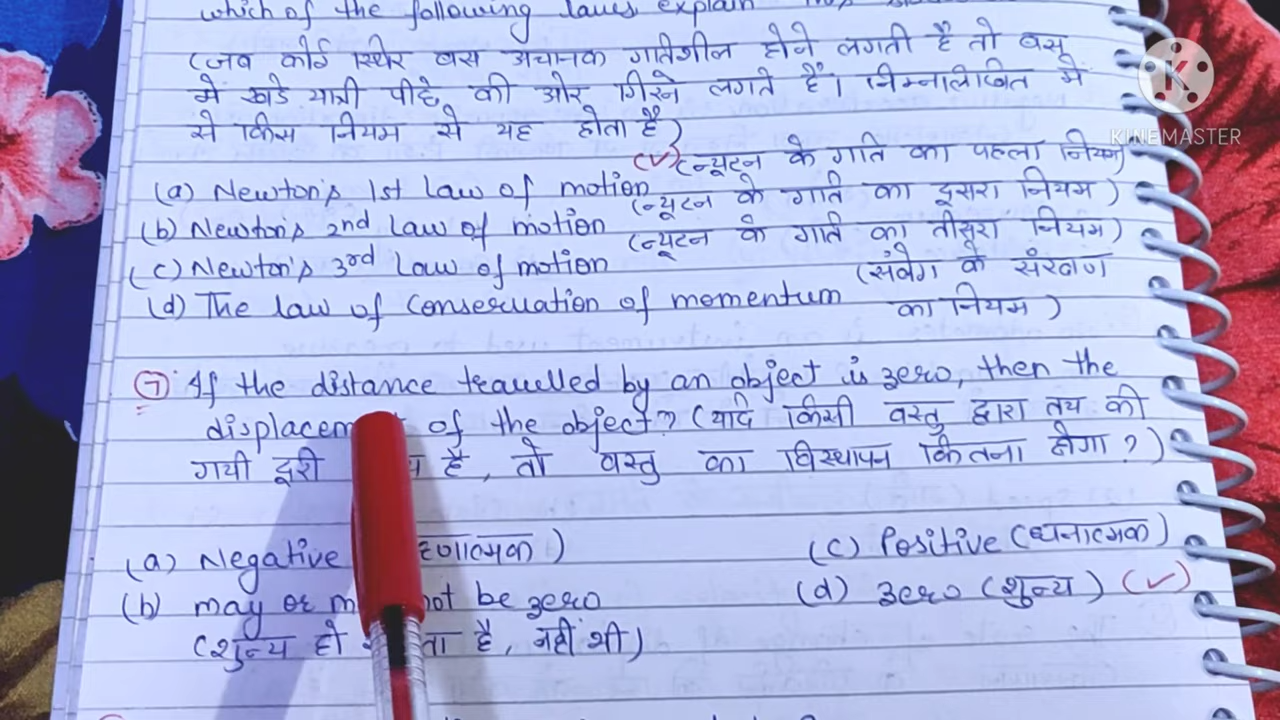 which of the following laws explain
(जब कोई स्थिर बस अचानक गतिशील होने लगती है तो बस
में खडे यात्री पीछे की ओर गिरने लगते हैं। निम्नलिखित में
से किस नियम से यह होता है)
(a) Newton's 1st law of motion (✓) (न्यूटन के गति का पहला नियम)
(b) Newton's 2nd law of motion (न्यूटन के गति का दूसरा नियम)
(c) Newton's 3rd law of motion (न्यूटन के गति का तीसरा नियम)
(d) The law of conservation of momentum (संवेग के संरक्षण
का नियम)
⑦ If the distance travelled by an object is zero, then the
displacem of the object? (यदि किसी वस्तु द्वारा तय की
गयी दूरी है, तो वस्तु का विस्थापन कितना होगा?)
(a) Negative (c) Positive (धनात्मक)
(b) may or not be zero (d) zero (शुन्य) (✓)
(शुन्य हो है, नहीं भी)
KINEMASTER